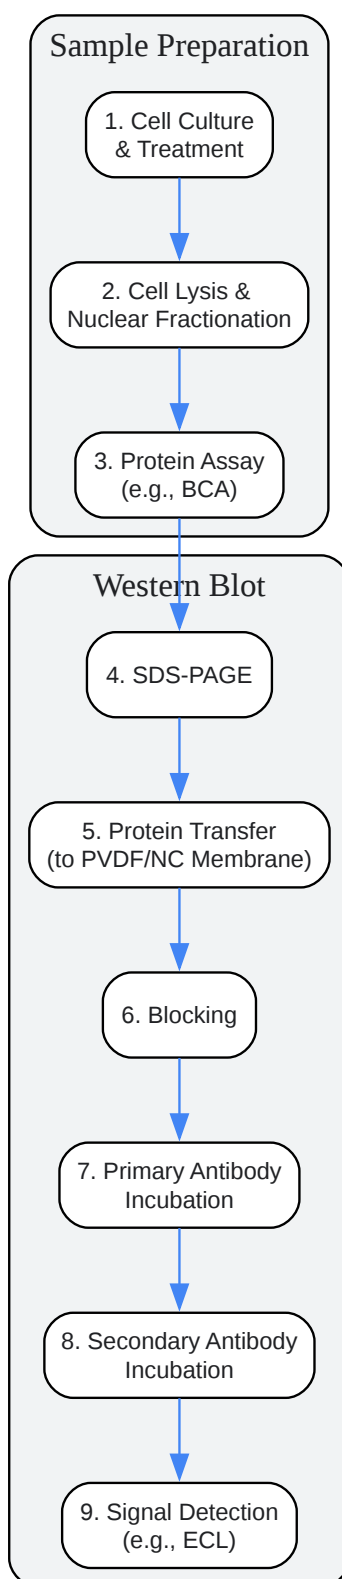 Sample Preparation
1. Cell Culture
& Treatment
2. Cell Lysis &
Nuclear Fractionation
3. Protein Assay
(e.g., BCA)
Western Blot
4. SDS-PAGE
5. Protein Transfer
(to PVDF/NC Membrane)
6. Blocking
7. Primary Antibody
Incubation
8. Secondary Antibody
Incubation
9. Signal Detection
(e.g., ECL)